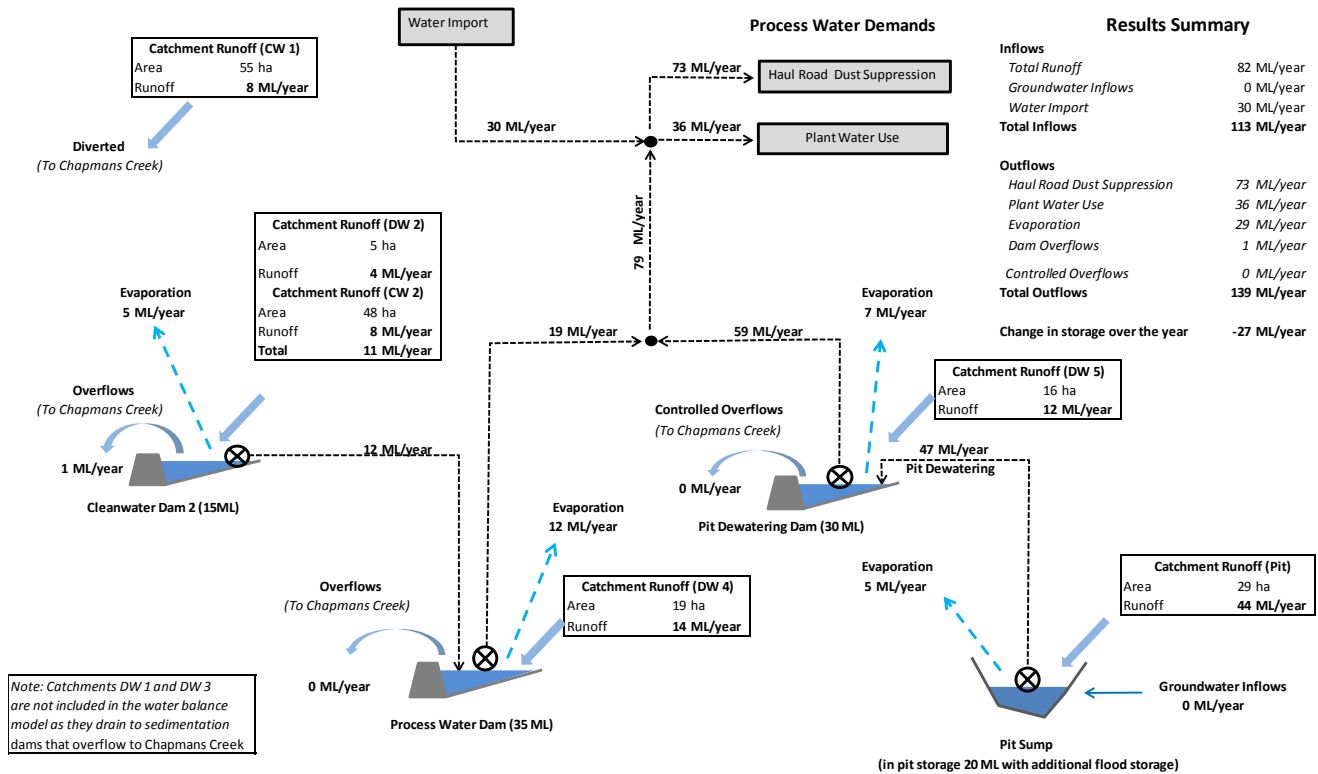 Water Import
Process Water Demands
Results Summary
Catchment Runoff (CW 1)
Area 55 ha
Runoff 8 ML/year
Diverted
(To Chapmans Creek)
73 ML/year
Haul Road Dust Suppression
30 ML/year
36 ML/year
Plant Water Use
79 ML/year
Inflows
Total Runoff 82 ML/year
Groundwater Inflows 0 ML/year
Water Import 30 ML/year
Total Inflows 113 ML/year
Outflows
Haul Road Dust Suppression 73 ML/year
Plant Water Use 36 ML/year
Evaporation 29 ML/year
Dam Overflows 1 ML/year
Controlled Overflows 0 ML/year
Total Outflows 139 ML/year
Change in storage over the year -27 ML/year
Catchment Runoff (DW 2)
Area 5 ha
Runoff 4 ML/year
Catchment Runoff (CW 2)
Area 48 ha
Runoff 8 ML/year
Total 11 ML/year
Evaporation
5 ML/year
Overflows
(To Chapmans Creek)
1 ML/year
Cleanwater Dam 2 (15ML)
12 ML/year
19 ML/year
59 ML/year
Evaporation
7 ML/year
Catchment Runoff (DW 5)
Area 16 ha
Runoff 12 ML/year
Controlled Overflows
(To Chapmans Creek)
0 ML/year
Pit Dewatering Dam (30 ML)
47 ML/year
Pit Dewatering
Evaporation
12 ML/year
Overflows
(To Chapmans Creek)
0 ML/year
Catchment Runoff (DW 4)
Area 19 ha
Runoff 14 ML/year
Process Water Dam (35 ML)
Evaporation
5 ML/year
Catchment Runoff (Pit)
Area 29 ha
Runoff 44 ML/year
Groundwater Inflows
0 ML/year
Pit Sump
(in pit storage 20 ML with additional flood storage)
Note: Catchments DW 1 and DW 3
are not included in the water balance
model as they drain to sedimentation
dams that overflow to Chapmans Creek